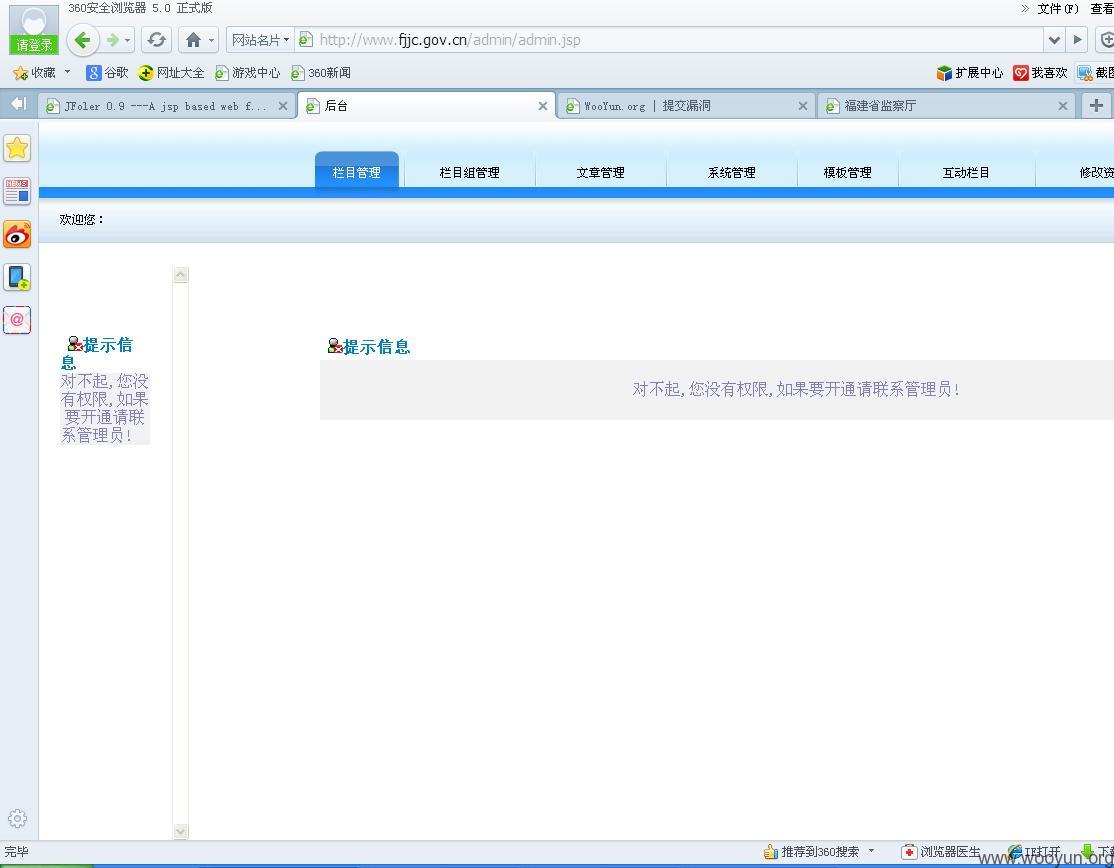 360安全浏览器 5.0 正式版
文件(F) 查看
请登录
网站名片
http://www.fjjc.gov.cn/admin/admin.jsp
收藏 谷歌 网址大全 游戏中心 360新闻 扩展中心 我喜欢 截图
JFoler 0.9 ---A jsp based web f... 后台 WooYun.org | 提交漏洞 福建省监察厅
NEWS
栏目管理 栏目组管理 文章管理 系统管理 模板管理 互动栏目 修改资
欢迎您：
提示信
息
对不起,您没
有权限,如果
要开通请联
系管理员!
提示信息
对不起,您没有权限,如果要开通请联系管理员!
完毕 推荐到360搜索 浏览器医生 IE打开 下载
www.wooyun.org